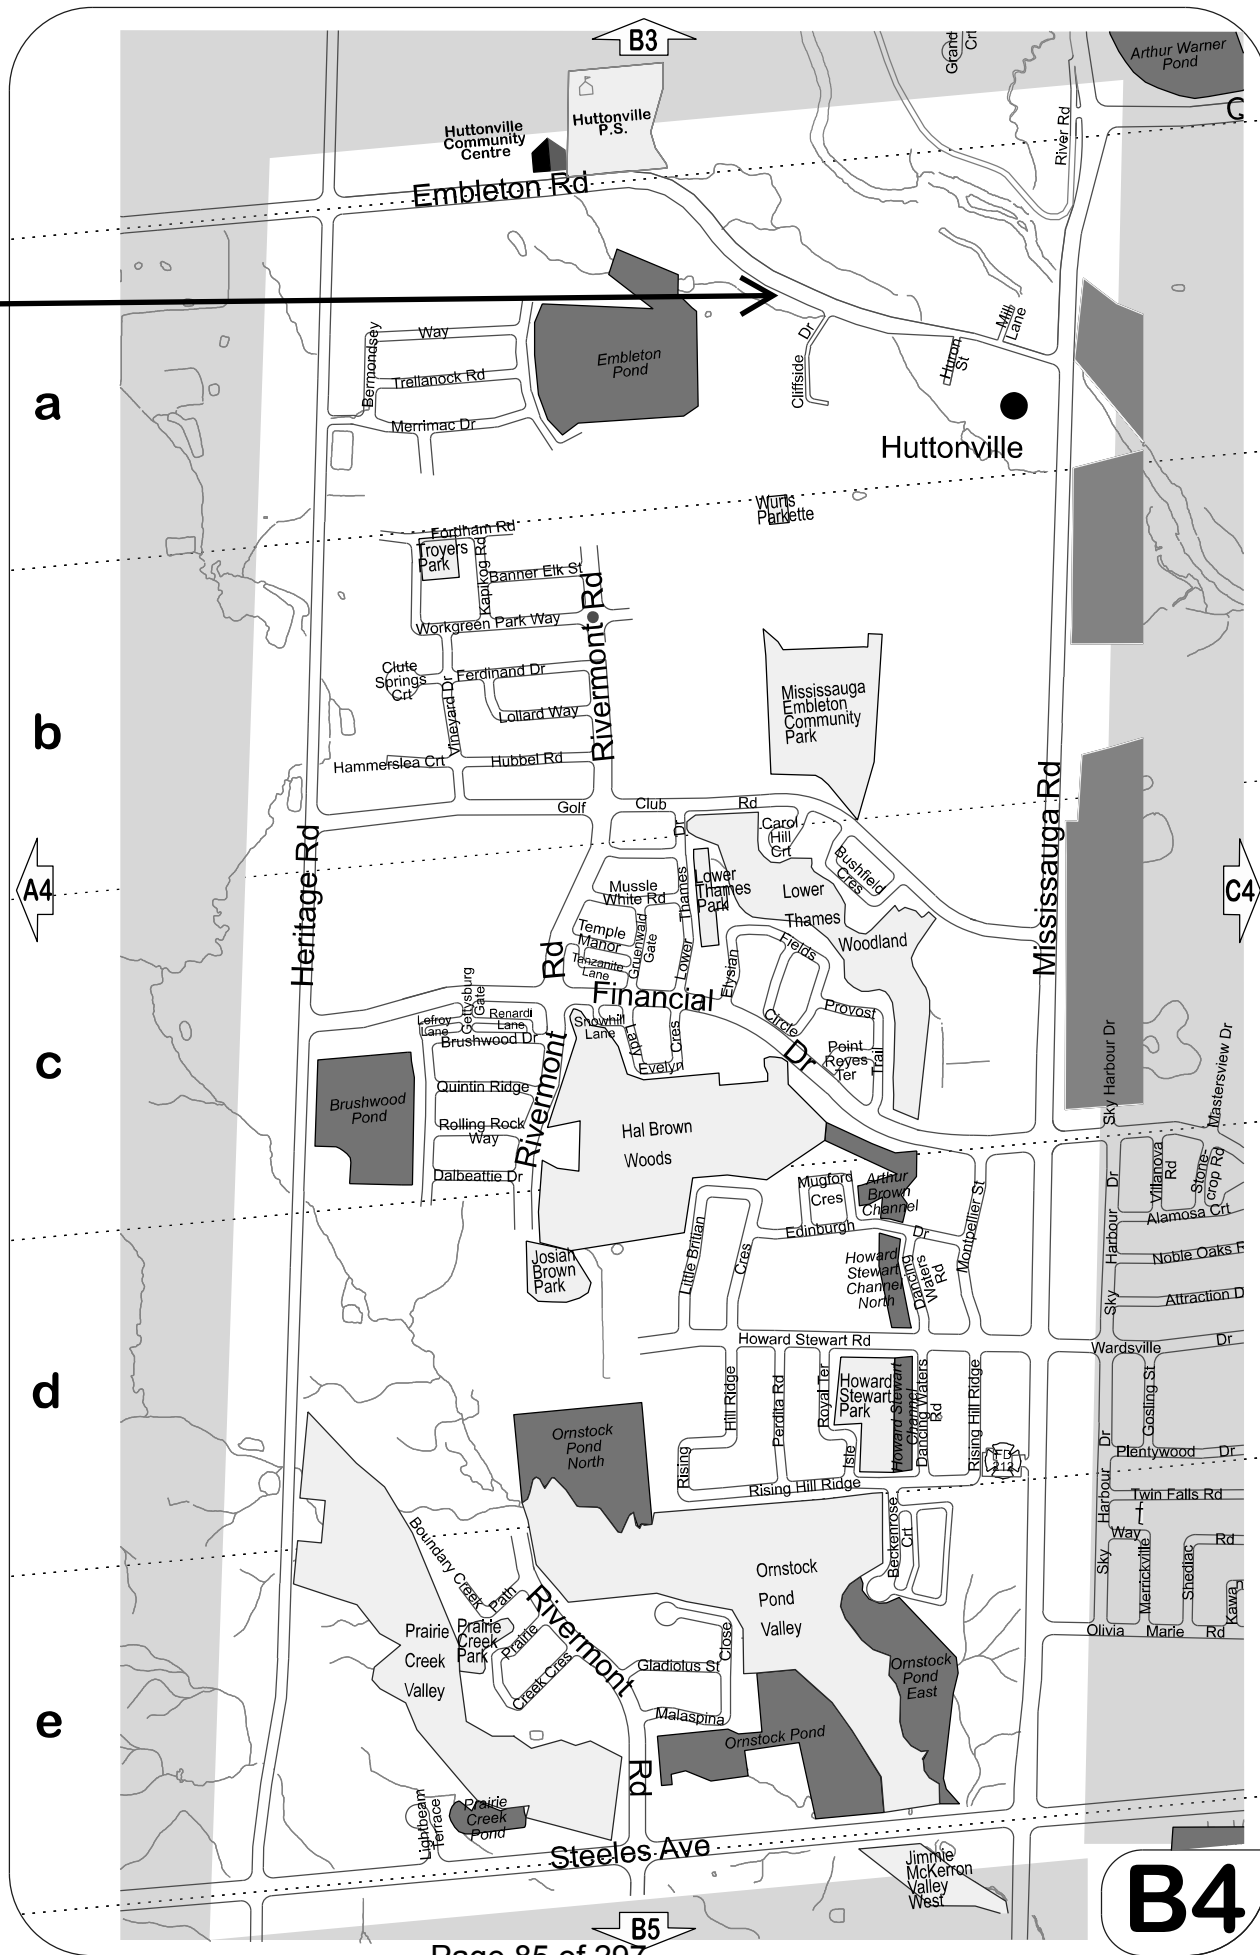 B3
Grand
Crt
Arthur Warner
Pond
River Rd
Huttonville
P.S.
Huttonville
Community
Centre
Embleton Rd
Way
Bermondsey
Trellanock Rd
Merrimac Dr
Embleton
Pond
Cliffside
Dr
Mill
Lane
Huron
St
a
Huttonville
Wurts
Parkette
Fordham Rd
Troyers
Park
Kapikog Rd
Banner Elk St
Workgreen Park Way
Rivermont Rd
Clute
Springs
Crt
Ferdinand Dr
Vineyard Dr
Lollard Way
Hammerslea Crt
Hubbel Rd
Mississauga
Embleton
Community
Park
b
Golf
Club
Rd
Mississauga Rd
Heritage Rd
A4
C4
Dr
Carol
Hill
Crt
Bushfield
Cres
Mussle
White Rd
Thames
Lower
Thames
Park
Lower
Thames
Woodland
Temple
Manor
Gruenwald
Gate
Tanzanite
Lane
Lower
Elysian
Fields
Rd
Financial
Gettysburg
Gate
Lefroy
Lane
Renardi
Lane
Brushwood Dr
Snowhill
Lane
Lady
Evelyn
Cres
Circle
Provost
Dr
Point
Reyes
Ter
Trail
c
Brushwood
Pond
Quintin Ridge
Rolling Rock
Way
Dalbeattie Dr
Rivermont
Hal Brown
Woods
Sky Harbour Dr
Mastersview Dr
Mugford
Cres
Arthur
Brown
Channel
Edinburgh
Dr
Montpellier St
Villanova
Rd
Stone-
crop Rd
Alamosa Crt
Noble Oaks R
Attraction D
Sky
Harbour
Dr
Josiah
Brown
Park
Little Britian
Cres
Howard
Stewart
Channel
North
Dancing
Waters
Rd
Howard Stewart Rd
Wardsville
Dr
d
Hill Ridge
Rising
Perdita Rd
Royal Ter
Isle
Howard
Stewart
Park
Howard Stewart
Channel
Dancing Waters
Rd
Rising Hill Ridge
Gosling St
Plentywood
Dr
Ornstock
Pond
North
Rising Hill Ridge
Twin Falls Rd
Sky
Harbour
Dr
Way
Merrickville
Shediac
Rd
Kawa
Beckenrose
Crt
Boundary Creek
Path
Ornstock
Pond
Valley
Olivia
Marie
Rd
Prairie
Creek
Valley
Prairie
Creek
Park
Prairie
Creek Cres
Rivermont
Close
Gladiolus St
Malaspina
Ornstock
Pond
East
e
Ornstock Pond
Rd
Lightbeam
Terrace
Prairie
Creek
Pond
Steeles Ave
Jimmie
McKerron
Valley
West
B4
B5